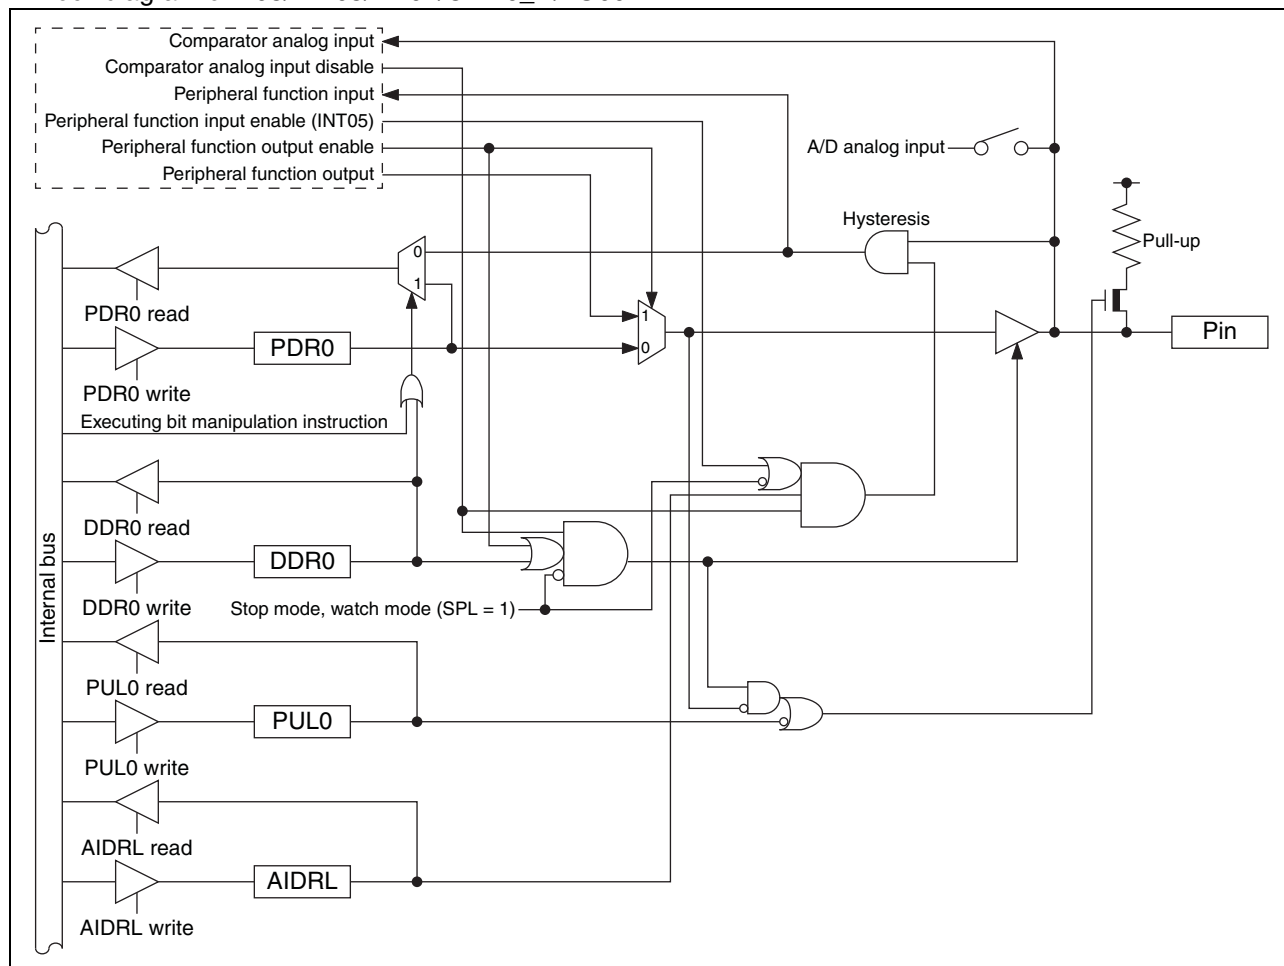 Comparator analog input
Comparator analog input disable
Peripheral function input
Peripheral function input enable (INT05)
Peripheral function output enable
Peripheral function output
A/D analog input
Hysteresis
Pull-up
0
1
PDR0 read
1
0
PDR0
Pin
PDR0 write
Executing bit manipulation instruction
DDR0 read
DDR0
DDR0 write
Stop mode, watch mode (SPL = 1)
Internal bus
PUL0 read
PUL0
PUL0 write
AIDRL read
AIDRL
AIDRL write